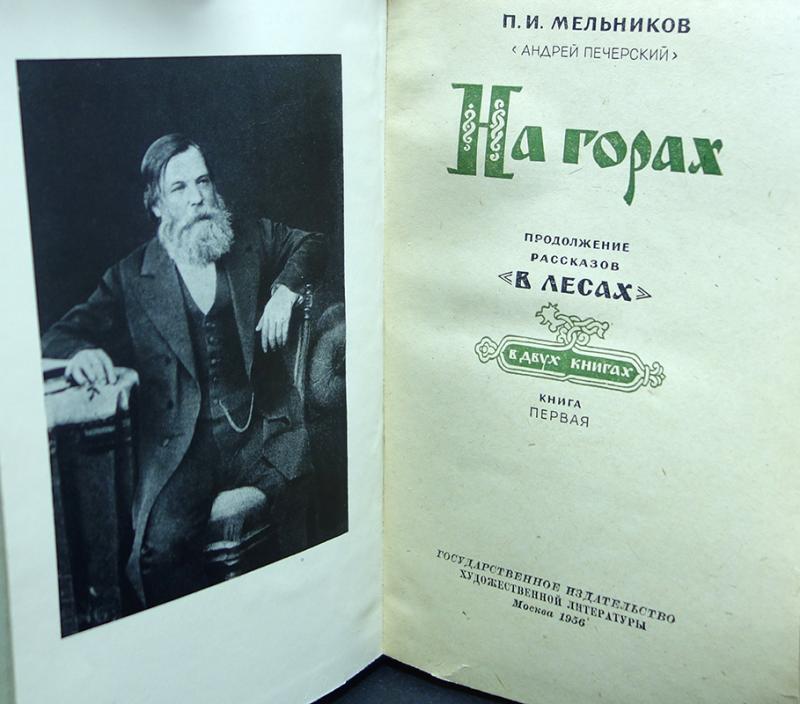 П. И. МЕЛЬНИКОВ
‹ АНДРЕЙ ПЕЧЕРСКИЙ ›
На горах
ПРОДОЛЖЕНИЕ
РАССКАЗОВ
«В ЛЕСАХ»
В ДВУХ КНИГАХ
КНИГА
ПЕРВАЯ
ГОСУДАРСТВЕННОЕ ИЗДАТЕЛЬСТВО
ХУДОЖЕСТВЕННОЙ ЛИТЕРАТУРЫ
Москва 1956